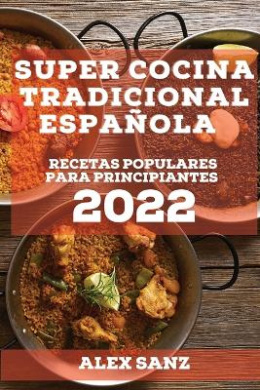 SUPER COCINA
TRADICIONAL
ESPAÑOLA
RECETAS POPULARES
PARA PRINCIPIANTES
2022
ALEX SANZ